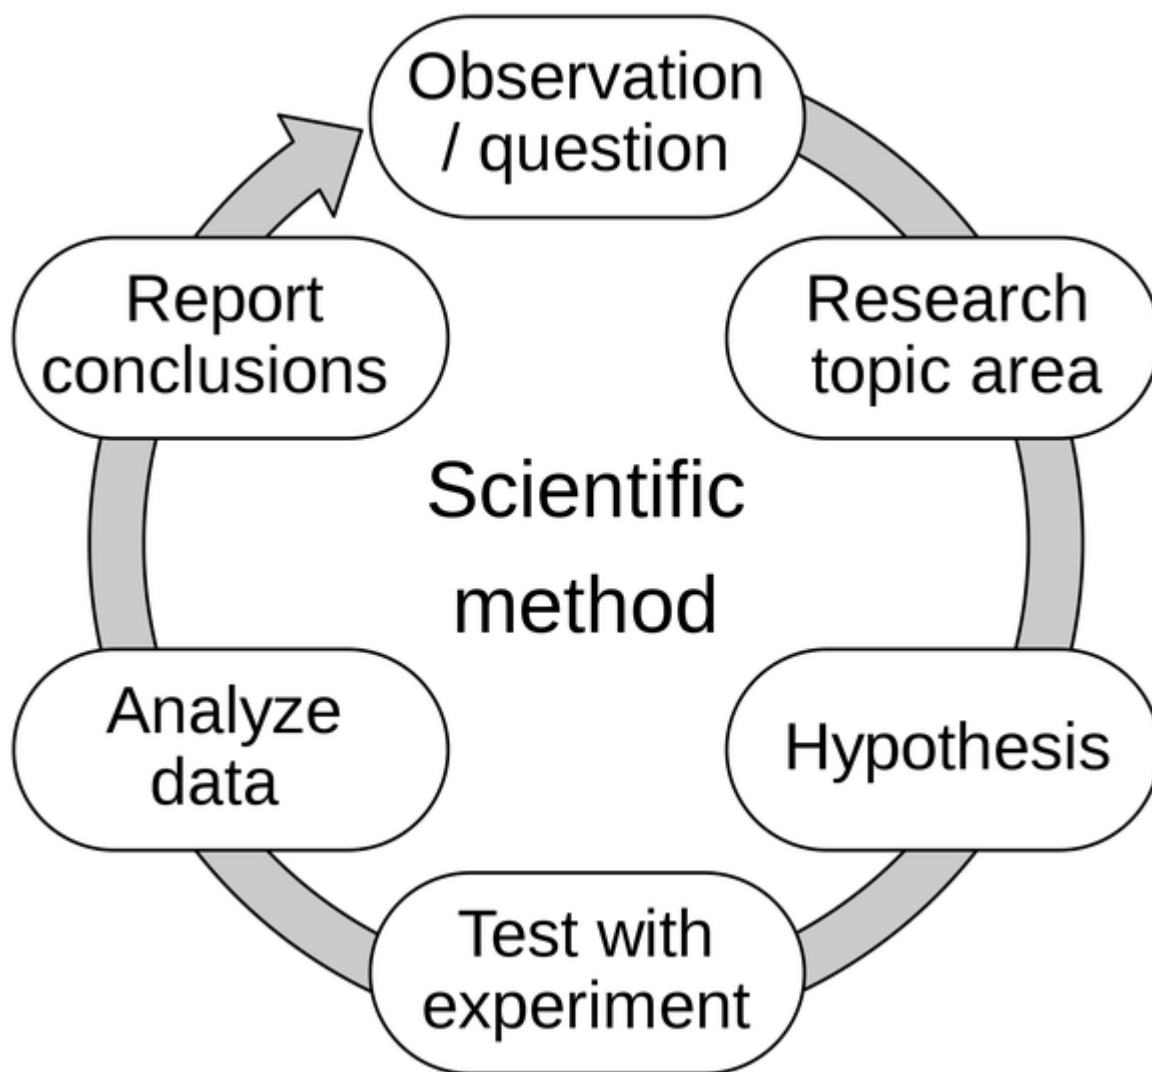 Observation
/ question
Research
topic area
Hypothesis
Test with
experiment
Analyze
data
Report
conclusions
Scientific
method